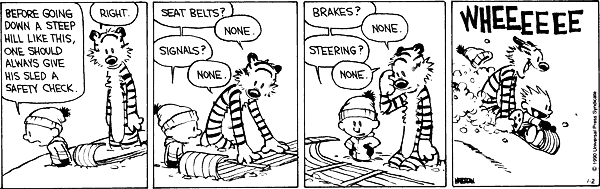 BEFORE GOING
DOWN A STEEP
HILL LIKE THIS,
ONE SHOULD
ALWAYS GIVE
HIS SLED A
SAFETY CHECK.
RIGHT.
SEAT BELTS?
NONE.
SIGNALS?
NONE.
BRAKES?
NONE.
STEERING?
NONE.
WHEEEEEE
© 1990 Universal Press Syndicate
WATTERSON
1-2